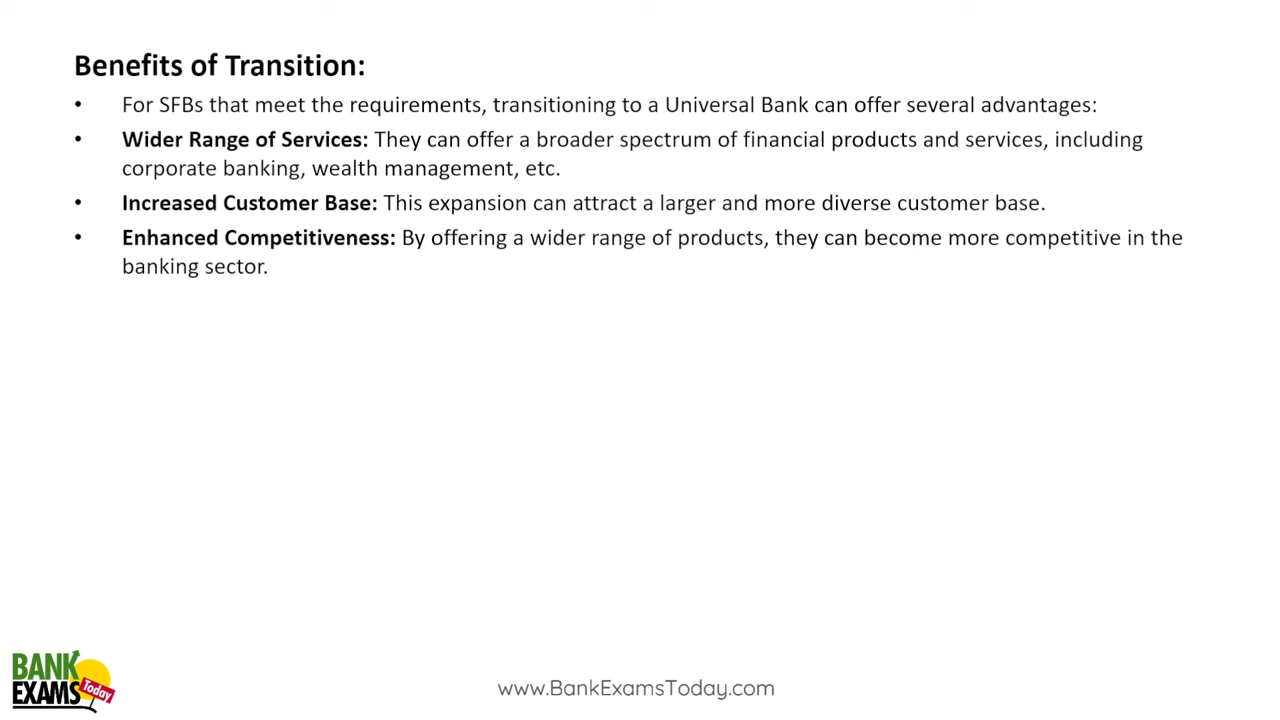 Benefits of Transition:
• For SFBs that meet the requirements, transitioning to a Universal Bank can offer several advantages:
• Wider Range of Services: They can offer a broader spectrum of financial products and services, including
corporate banking, wealth management, etc.
• Increased Customer Base: This expansion can attract a larger and more diverse customer base.
• Enhanced Competitiveness: By offering a wider range of products, they can become more competitive in the
banking sector.
BANK
EXAMS
Today
www.BankExamsToday.com